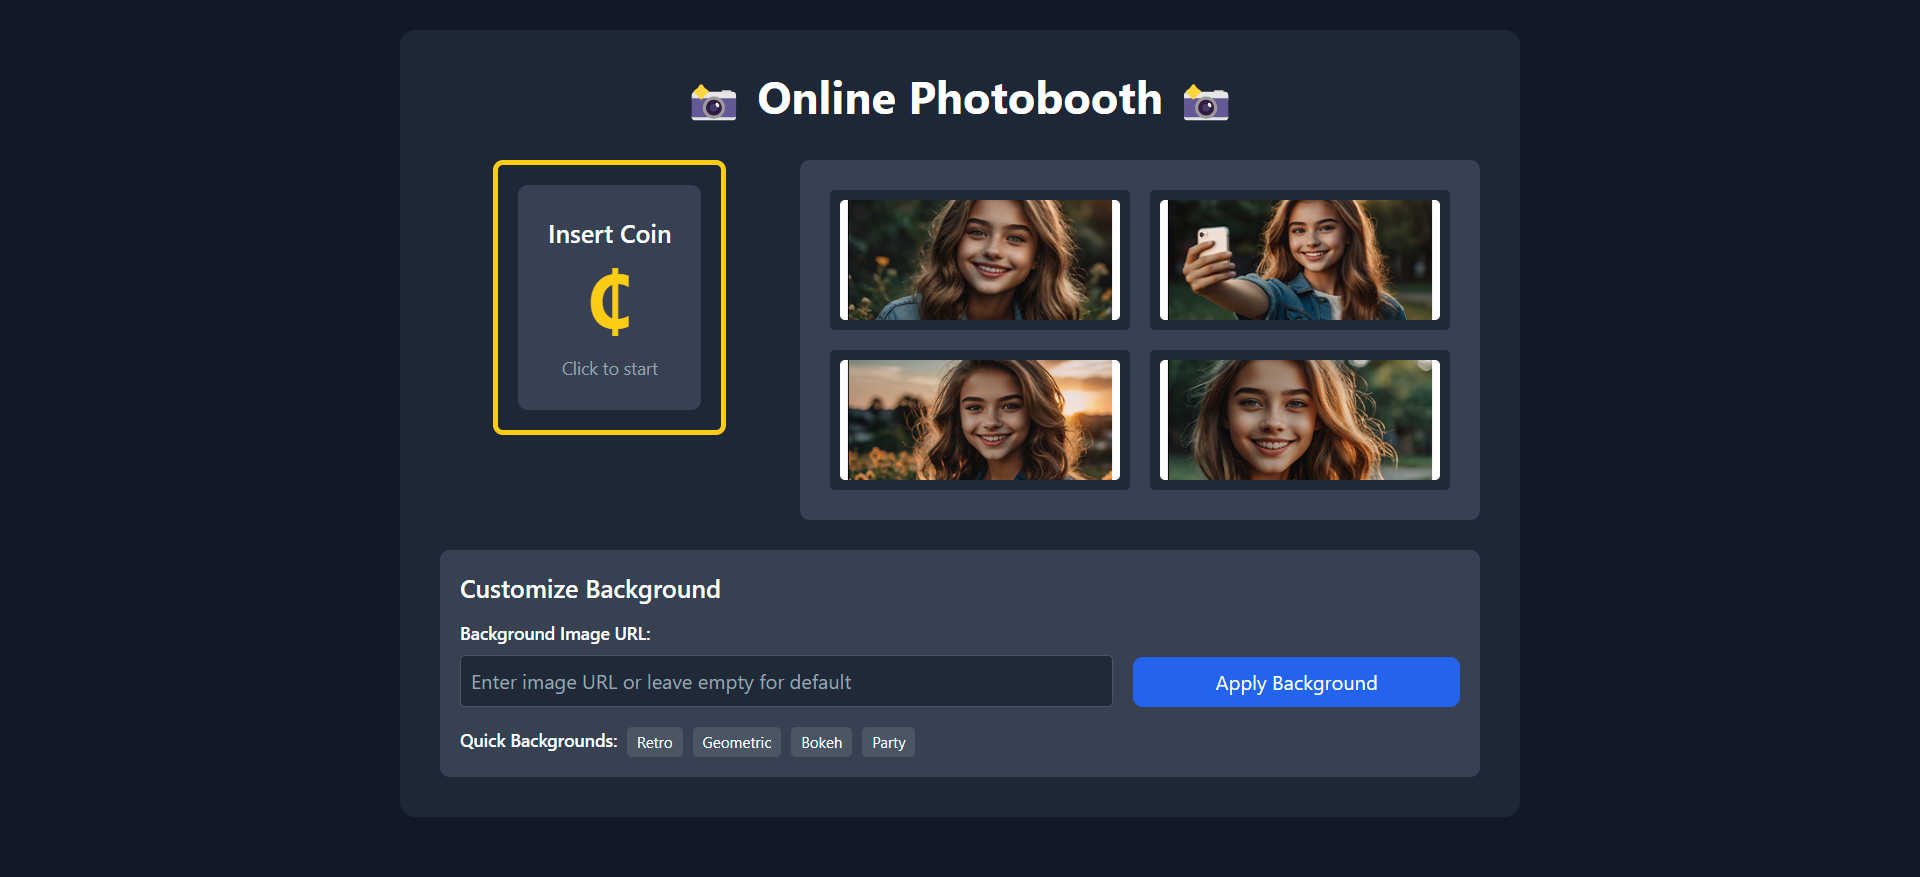 Online Photobooth
Insert Coin
₵
Click to start
Customize Background
Background Image URL:
Enter image URL or leave empty for default
Apply Background
Quick Backgrounds: Retro Geometric Bokeh Party